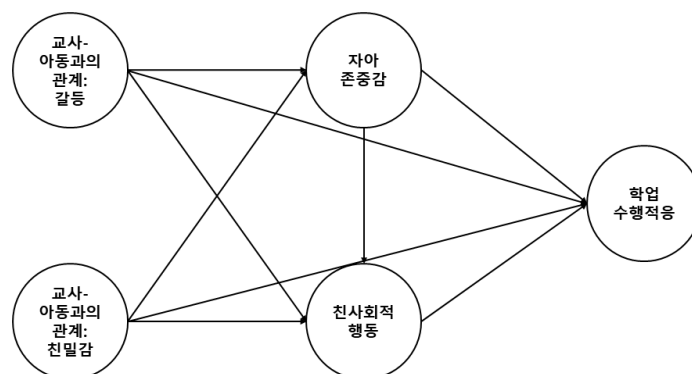 교사-
아동과의
관계:
갈등
자아
존중감
학업
수행적응
교사-
아동과의
관계:
친밀감
친사회적
행동